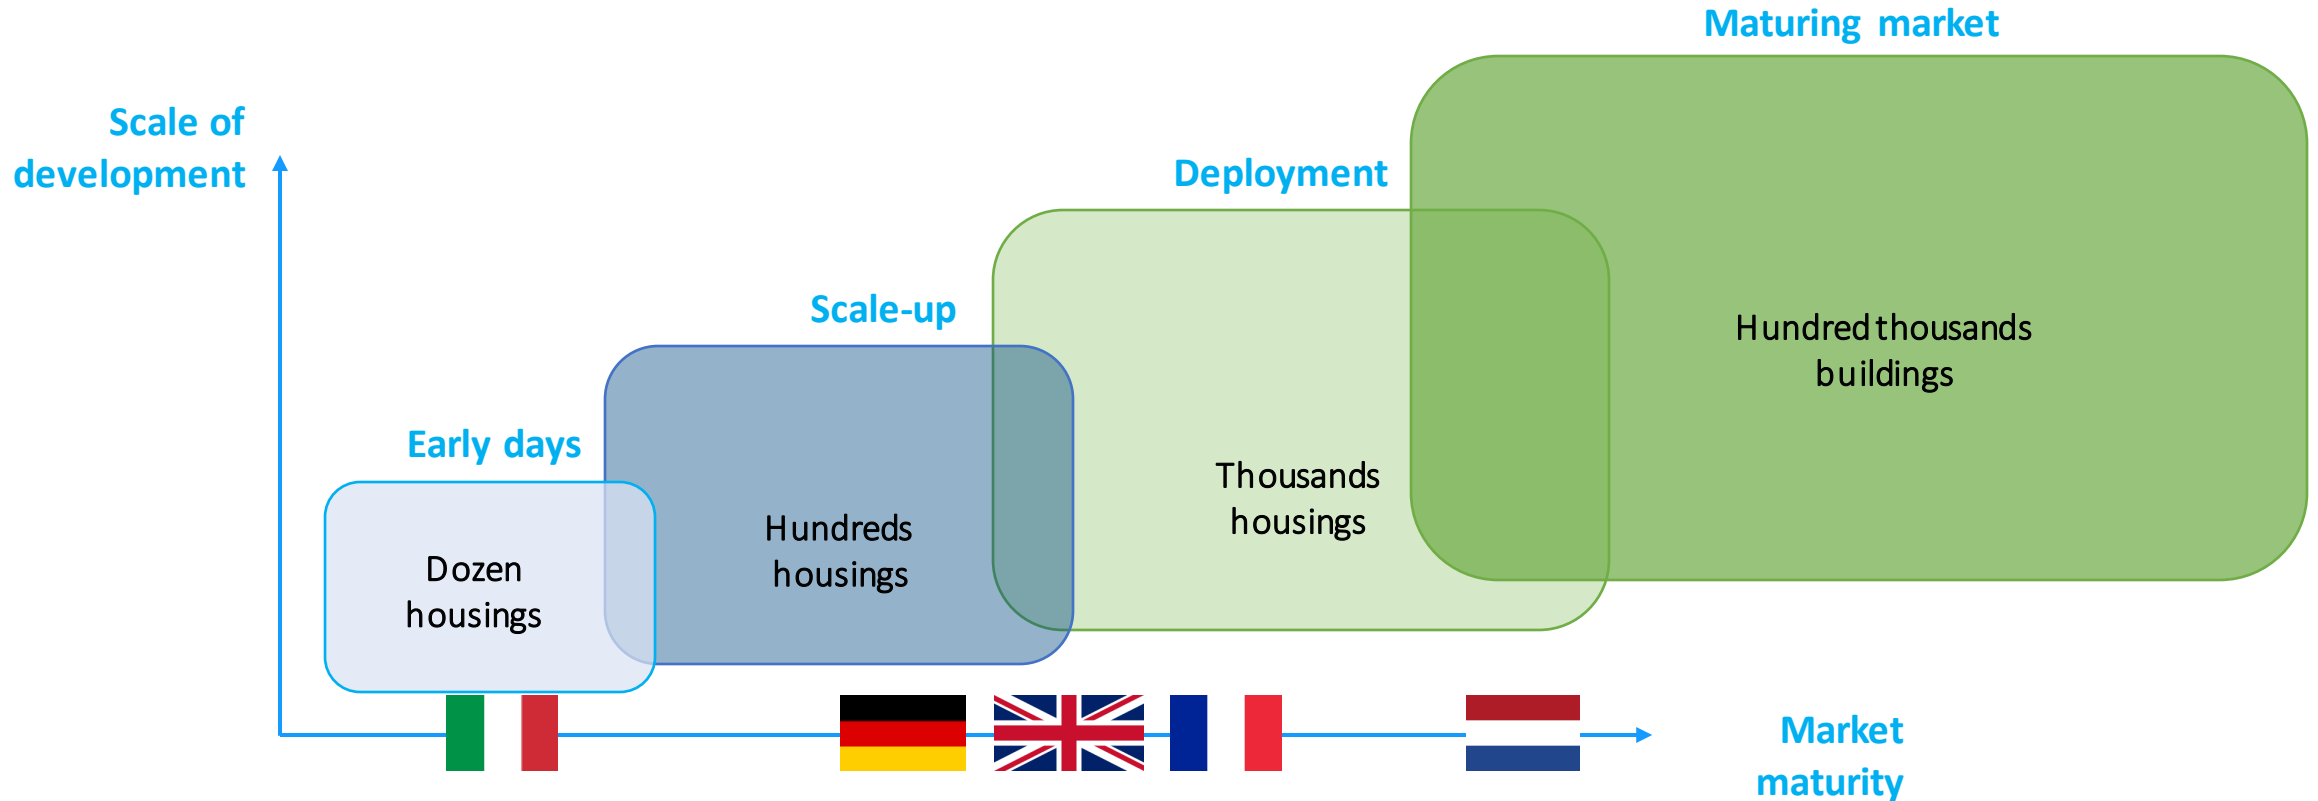 Maturing market
Scale of
development
Deployment
Scale-up
Hundred thousands
buildings
Early days
Thousands
housings
Hundreds
housings
Dozen
housings
Market
maturity